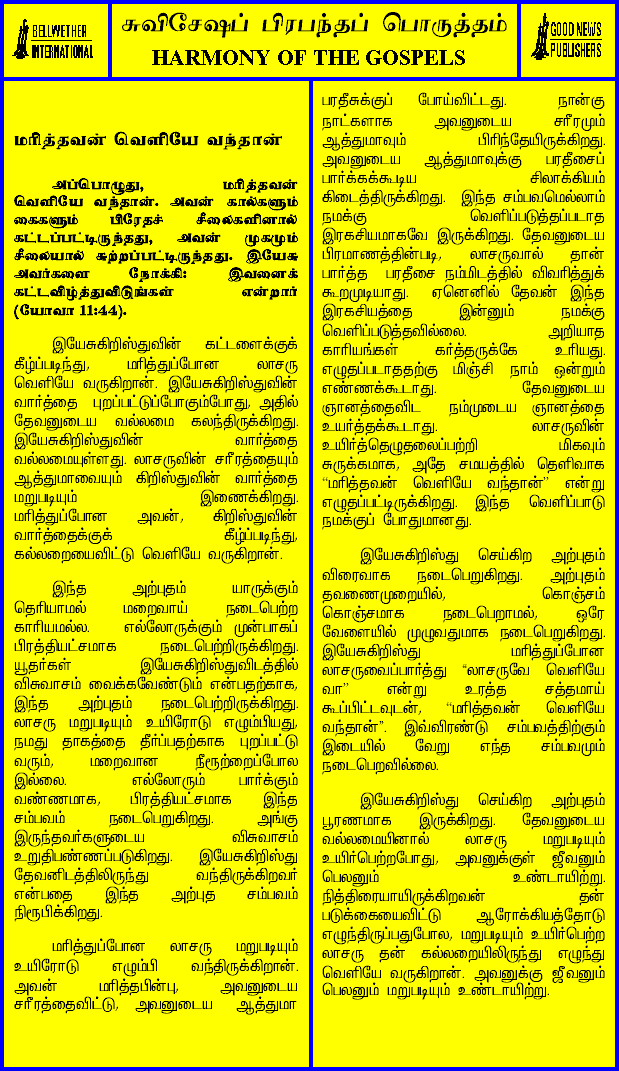 BELLWETHER
INTERNATIONAL
சுவிசேஷப் பிரபந்தப் பொருத்தம்
HARMONY OF THE GOSPELS
GOOD NEWS
PUBLISHERS
மரித்தவன் வெளியே வந்தான்
அப்பொழுது, மரித்தவன்
வெளியே வந்தான். அவன் கால்களும்
கைகளும் பிரேதச் சீலைகளினால்
கட்டப்பட்டிருந்தது, அவன் முகமும்
சீலையால் சுற்றப்பட்டிருந்தது. இயேசு
அவர்களை நோக்கி: இவனைக்
கட்டவிழ்த்துவிடுங்கள் என்றார்
(யோவா 11:44).
இயேசுகிறிஸ்துவின் கட்டளைக்குக்
கீழ்ப்படிந்து, மரித்துப்போன லாசரு
வெளியே வருகிறான். இயேசுகிறிஸ்துவின்
வார்த்தை புறப்பட்டுப்போகும்போது, அதில்
தேவனுடைய வல்லமை கலந்திருக்கிறது.
இயேசுகிறிஸ்துவின் வார்த்தை
வல்லமையுள்ளது. லாசருவின் சரீரத்தையும்
ஆத்துமாவையும் கிறிஸ்துவின் வார்த்தை
மறுபடியும் இணைக்கிறது.
மரித்துப்போன அவன், கிறிஸ்துவின்
வார்த்தைக்குக் கீழ்ப்படிந்து,
கல்லறையைவிட்டு வெளியே வருகிறான்.
இந்த அற்புதம் யாருக்கும்
தெரியாமல் மறைவாய் நடைபெற்ற
காரியமல்ல. எல்லோருக்கும் முன்பாகப்
பிரத்தியட்சமாக நடைபெற்றிருக்கிறது.
யூதர்கள் இயேசுகிறிஸ்துவிடத்தில்
விசுவாசம் வைக்கவேண்டும் என்பதற்காக,
இந்த அற்புதம் நடைபெற்றிருக்கிறது.
லாசரு மறுபடியும் உயிரோடு எழும்பியது,
நமது தாகத்தை தீர்ப்பதற்காக புறப்பட்டு
வரும், மறைவான நீரூற்றைப்போல
இல்லை. எல்லோரும் பார்க்கும்
வண்ணமாக, பிரத்தியட்சமாக இந்த
சம்பவம் நடைபெறுகிறது. அங்கு
இருந்தவர்களுடைய விசுவாசம்
உறுதிபண்ணப்படுகிறது. இயேசுகிறிஸ்து
தேவனிடத்திலிருந்து வந்திருக்கிறவர்
என்பதை இந்த அற்புத சம்பவம்
நிரூபிக்கிறது.
மரித்துப்போன லாசரு மறுபடியும்
உயிரோடு எழும்பி வந்திருக்கிறான்.
அவன் மரித்தபின்பு, அவனுடைய
சரீரத்தைவிட்டு, அவனுடைய ஆத்துமா
பரதீசுக்குப் போய்விட்டது. நான்கு
நாட்களாக அவனுடைய சரீரமும்
ஆத்துமாவும் பிரிந்தேயிருக்கிறது.
அவனுடைய ஆத்துமாவுக்கு பரதீசைப்
பார்க்கக்கூடிய சிலாக்கியம்
கிடைத்திருக்கிறது. இந்த சம்பவமெல்லாம்
நமக்கு வெளிப்படுத்தப்படாத
இரகசியமாகவே இருக்கிறது. தேவனுடைய
பிரமாணத்தின்படி, லாசருவால் தான்
பார்த்த பரதீசை நம்மிடத்தில் விவரித்துக்
கூறமுடியாது. ஏனெனில் தேவன் இந்த
இரகசியத்தை இன்னும் நமக்கு
வெளிப்படுத்தவில்லை. அறியாத
காரியங்கள் கர்த்தருக்கே உரியது.
எழுதப்படாததற்கு மிஞ்சி நாம் ஒன்றும்
எண்ணக்கூடாது. தேவனுடைய
ஞானத்தைவிட நம்முடைய ஞானத்தை
உயர்த்தக்கூடாது. லாசருவின்
உயிர்த்தெழுதலைப்பற்றி மிகவும்
சுருக்கமாக, அதே சமயத்தில் தெளிவாக
“மரித்தவன் வெளியே வந்தான்” என்று
எழுதப்பட்டிருக்கிறது. இந்த வெளிப்பாடு
நமக்குப் போதுமானது.
இயேசுகிறிஸ்து செய்கிற அற்புதம்
விரைவாக நடைபெறுகிறது. அற்புதம்
தவணைமுறையில், கொஞ்சம்
கொஞ்சமாக நடைபெறாமல், ஒரே
வேளையில் முழுவதுமாக நடைபெறுகிறது.
இயேசுகிறிஸ்து மரித்துப்போன
லாசருவைப்பார்த்து “லாசருவே வெளியே
வா” என்று உரத்த சத்தமாய்
கூப்பிட்டவுடன், “மரித்தவன் வெளியே
வந்தான்”. இவ்விரண்டு சம்பவத்திற்கும்
இடையில் வேறு எந்த சம்பவமும்
நடைபெறவில்லை.
இயேசுகிறிஸ்து செய்கிற அற்புதம்
பூரணமாக இருக்கிறது. தேவனுடைய
வல்லமையினால் லாசரு மறுபடியும்
உயிர்பெற்றபோது, அவனுக்குள் ஜீவனும்
பெலனும் உண்டாயிற்று.
நித்திரையாயிருக்கிறவன் தன்
படுக்கையைவிட்டு ஆரோக்கியத்தோடு
எழுந்திருப்பதுபோல, மறுபடியும் உயிர்பெற்ற
லாசரு தன் கல்லறையிலிருந்து எழுந்து
வெளியே வருகிறான். அவனுக்கு ஜீவனும்
பெலனும் மறுபடியும் உண்டாயிற்று.